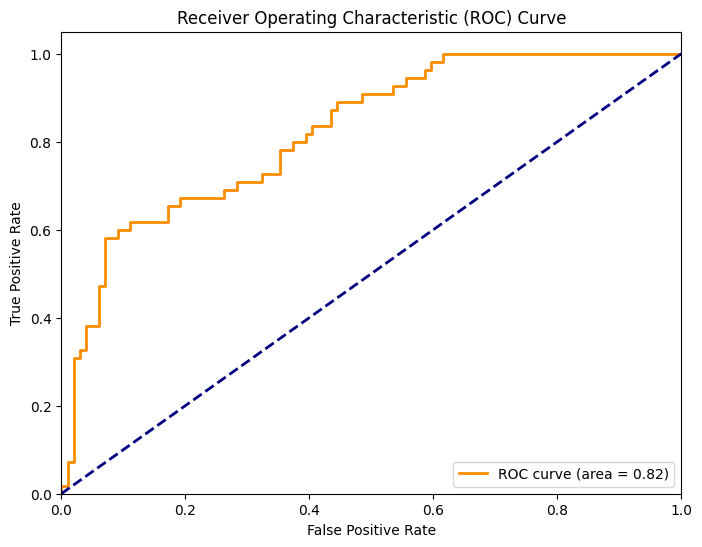 Receiver Operating Characteristic (ROC) Curve
True Positive Rate
1.0
0.8
0.6
0.4
0.2
0.0
0.0 0.2 0.4 0.6 0.8 1.0
False Positive Rate
ROC curve (area = 0.82)